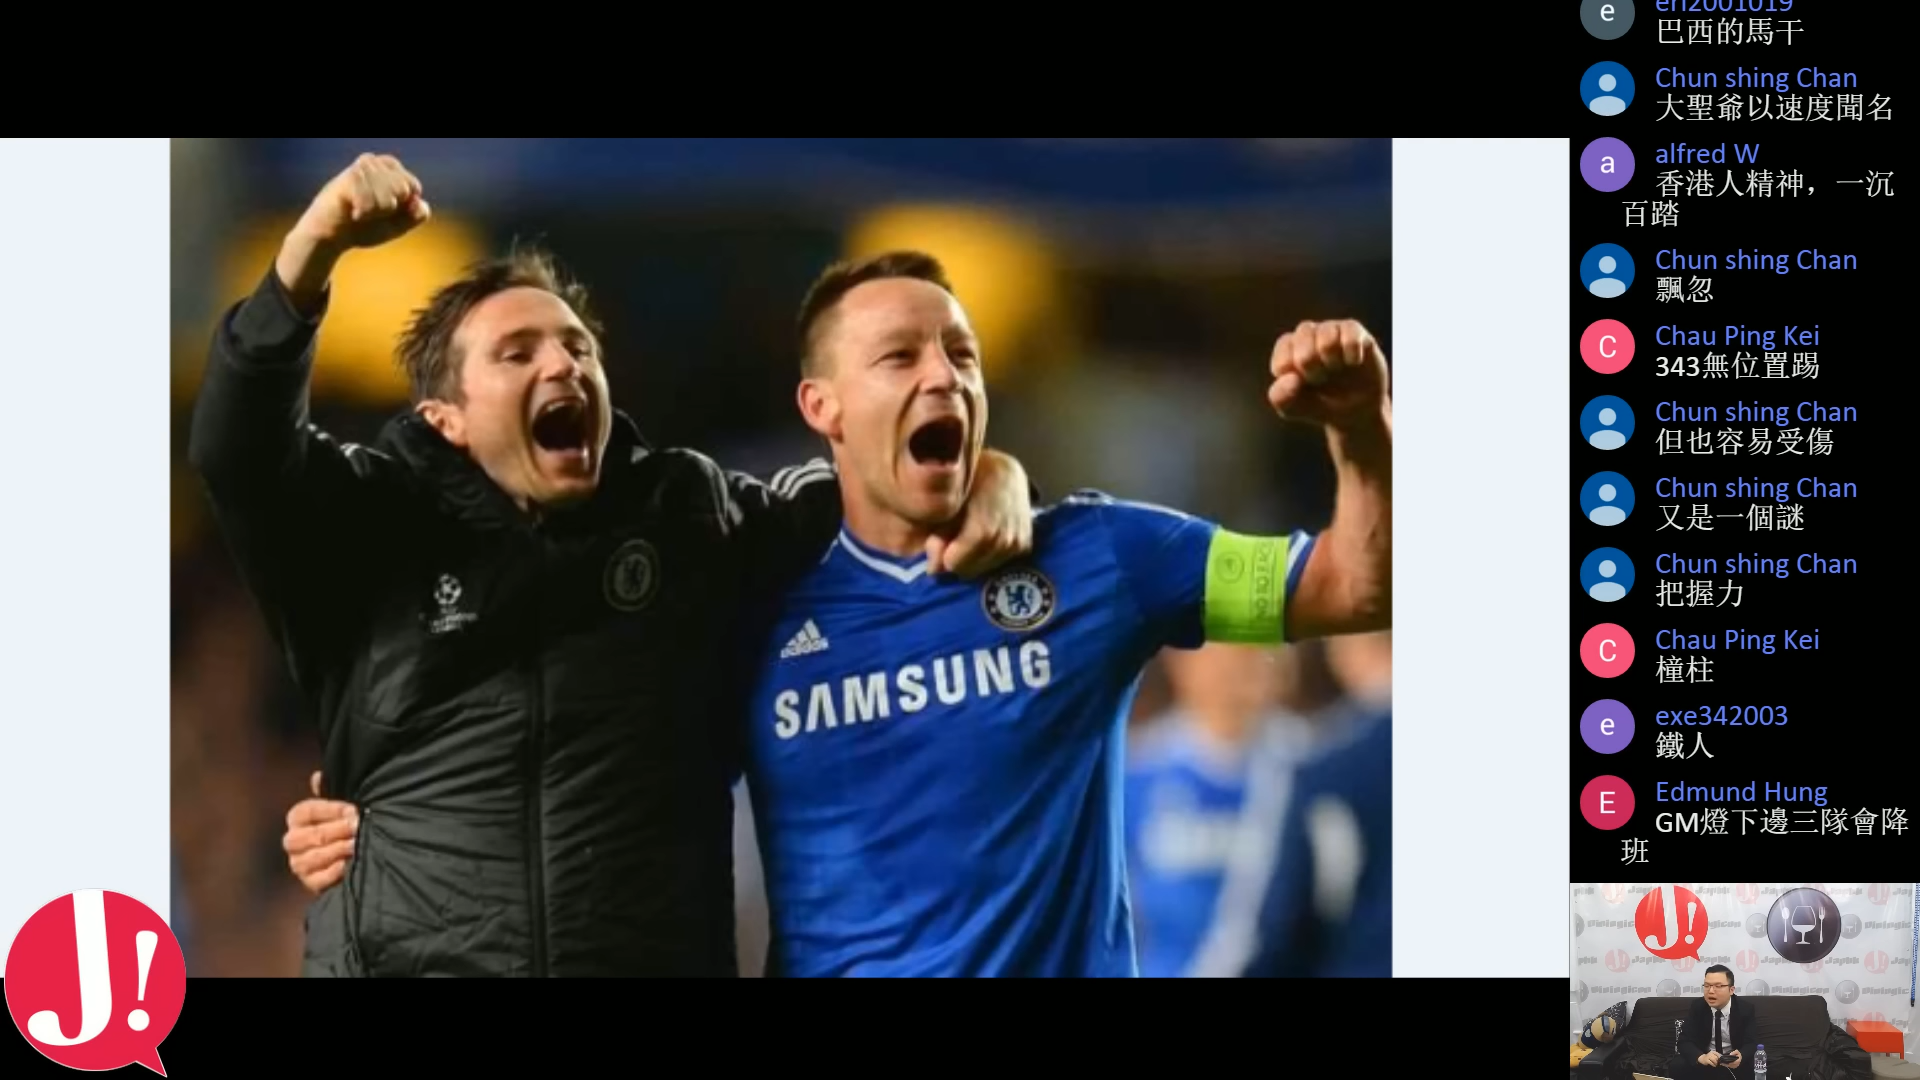 eri2001019
巴西的馬干
Chun shing Chan
大聖爺以速度聞名
alfred W
香港人精神，一沉
百踏
Chun shing Chan
飄忽
Chau Ping Kei
343無位置踢
Chun shing Chan
但也容易受傷
Chun shing Chan
又是一個謎
Chun shing Chan
把握力
Chau Ping Kei
橦柱
exe342003
鐵人
Edmund Hung
GM燈下邊三隊會降
班
adidas
SAMSUNG
J!
J!